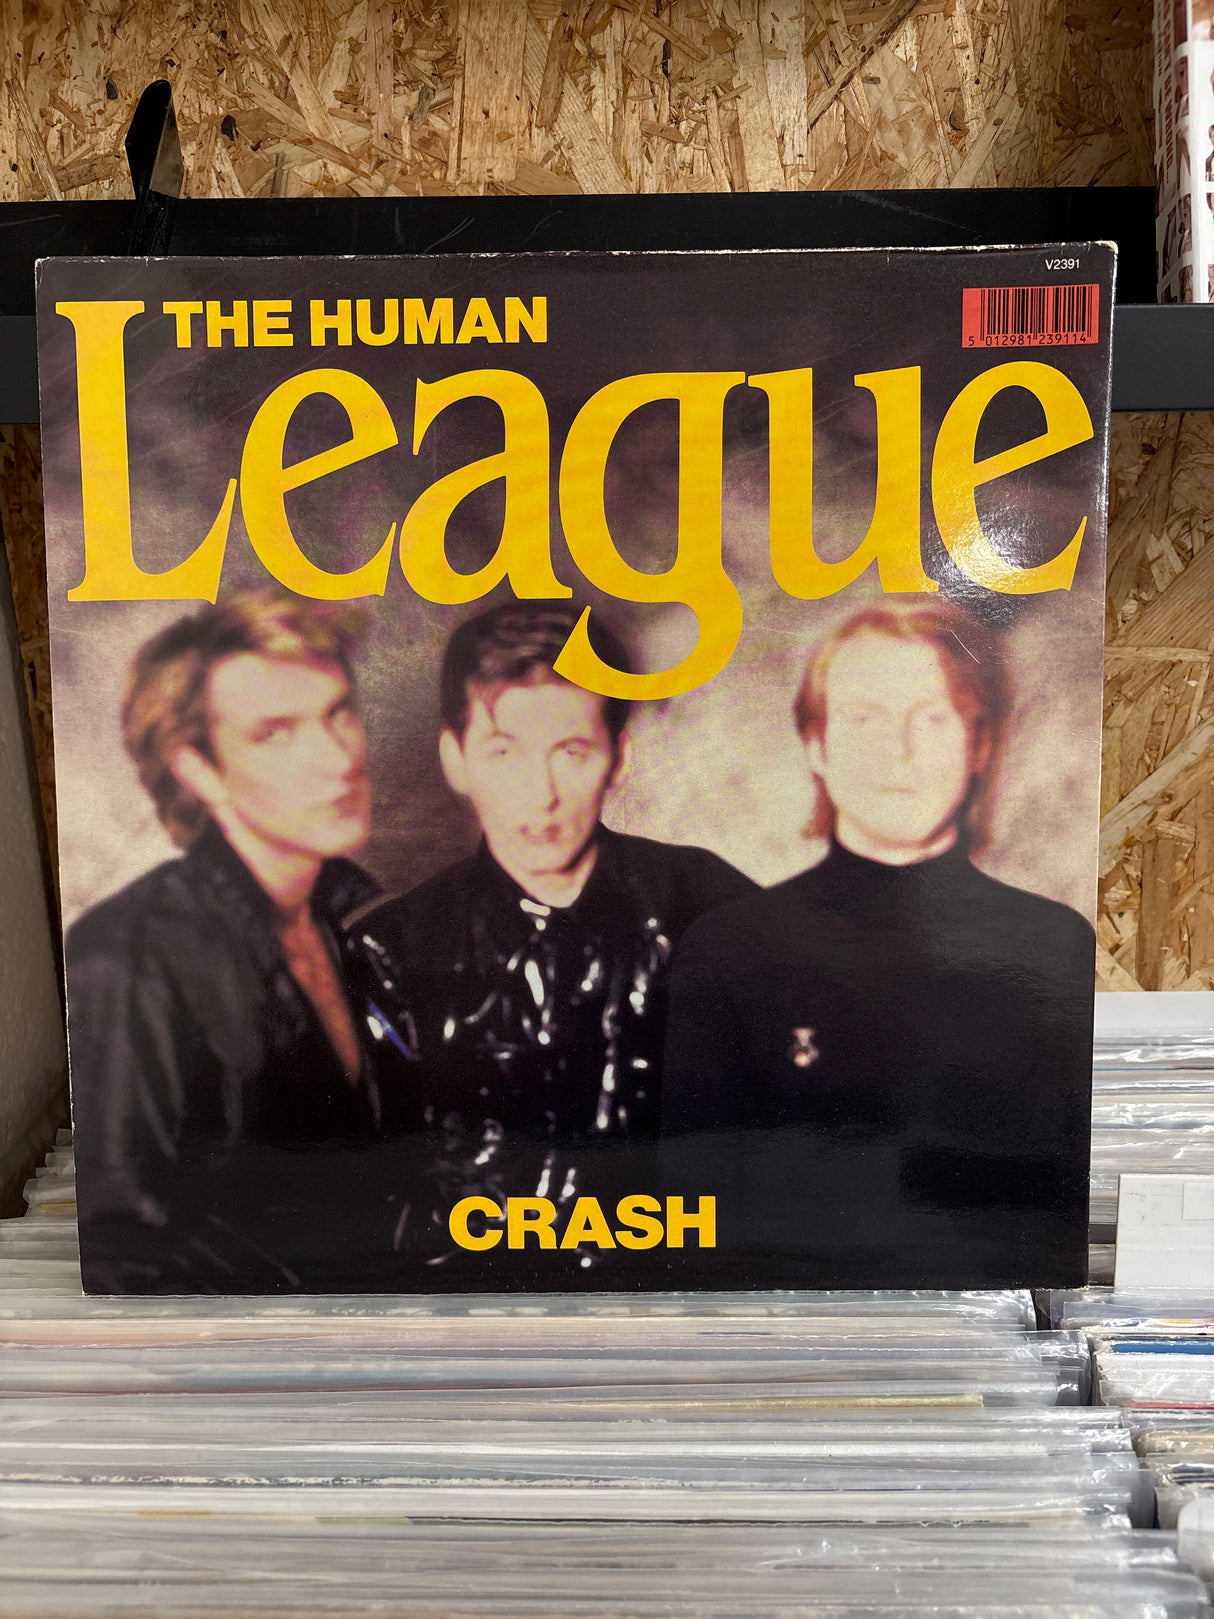 V2391
THE HUMAN
League
5 012981 239114
CRASH